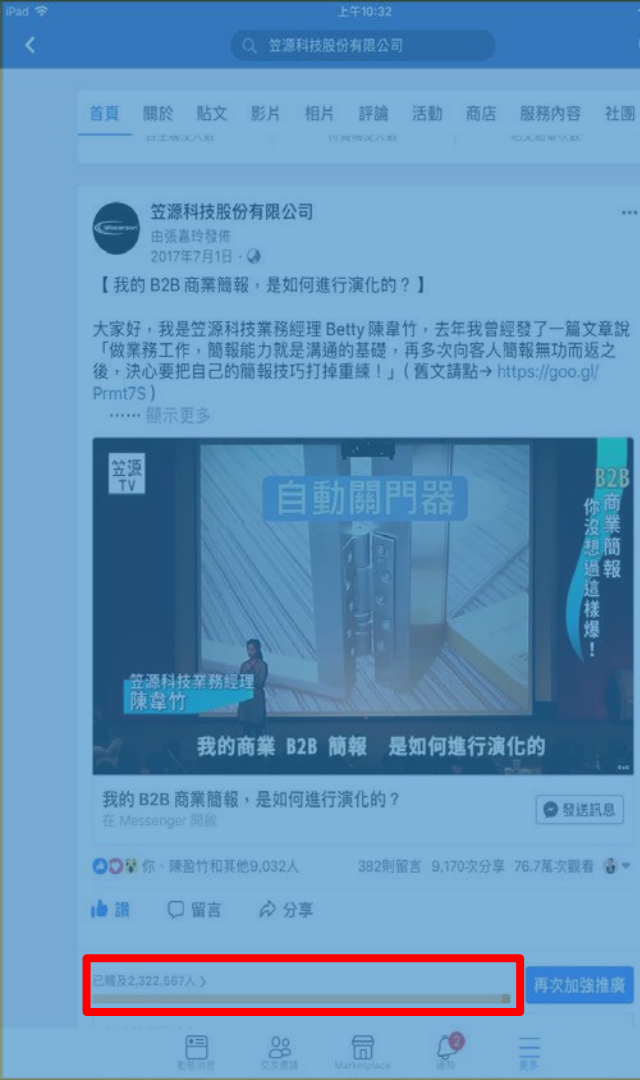 iPad 上午10:32
笠源科技股份有限公司
首頁 關於 貼文 影片 相片 評論 活動 商店 服務內容 社團
笠源科技股份有限公司
由張嘉玲發佈
2017年7月1日
【 我的 B2B 商業簡報，是如何進行演化的？】
大家好，我是笠源科技業務經理 Betty 陳韋竹，去年我曾經發了一篇文章說
「做業務工作，簡報能力就是溝通的基礎，再多次向客人簡報無功而返之
後，決心要把自己的簡報技巧打掉重練！」( 舊文請點→ https://goo.gl/
Prmt7S )
…… 顯示更多
笠源
TV
自動關門器
B2B
商業簡報
你沒想過這樣爆！
笠源科技業務經理
陳韋竹
我的商業 B2B 簡報 是如何進行演化的
我的 B2B 商業簡報，是如何進行演化的？
在 Messenger 開啟
發送訊息
你、陳盈竹和其他9,032人 382則留言 9,170次分享 76.7萬次觀看
讚 留言 分享
已觸及2,322,567人
再次加強推廣
2
動態消息 交友邀請 Marketplace 通知 更多